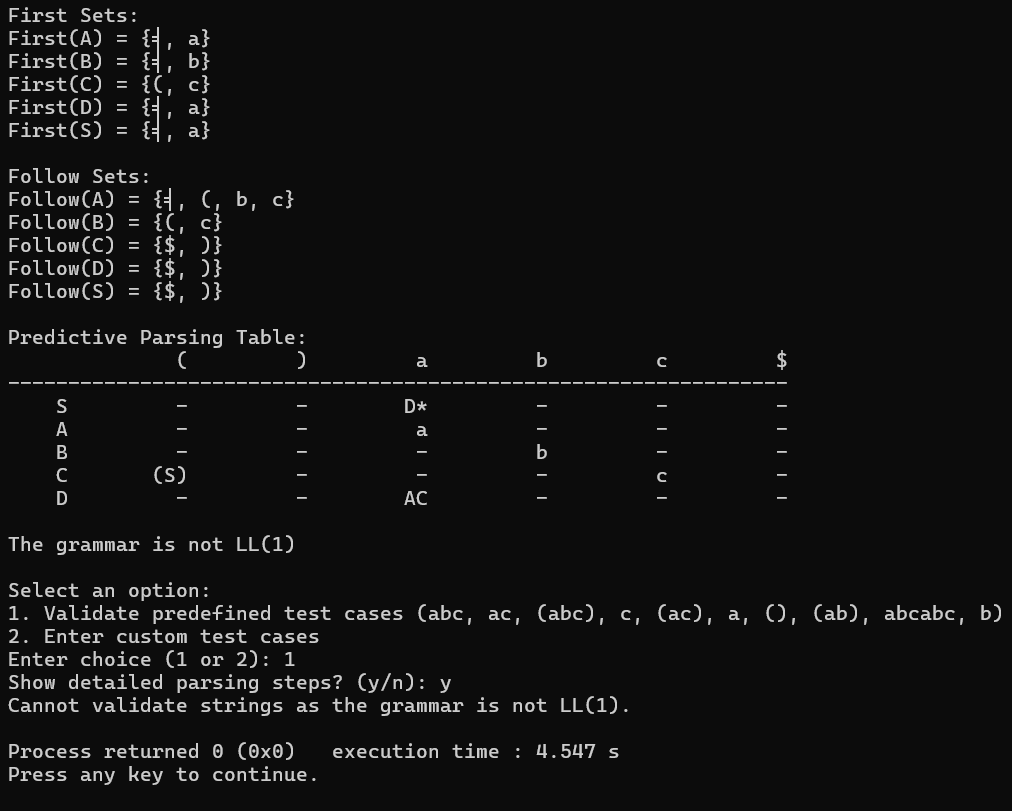 First Sets:
First(A) = {╡, a}
First(B) = {╡, b}
First(C) = {(, c}
First(D) = {╡, a}
First(S) = {╡, a}
Follow Sets:
Follow(A) = {╡, (, b, c}
Follow(B) = {(, c}
Follow(C) = {$, )}
Follow(D) = {$, )}
Follow(S) = {$, )}
Predictive Parsing Table:
( ) a b c $
-----------------------------------------------------------------
S - - D* - - -
A - - a - - -
B - - - b - -
C (S) - - - c -
D - - AC - - -
The grammar is not LL(1)
Select an option:
1. Validate predefined test cases (abc, ac, (abc), c, (ac), a, (), (ab), abcabc, b)
2. Enter custom test cases
Enter choice (1 or 2): 1
Show detailed parsing steps? (y/n): y
Cannot validate strings as the grammar is not LL(1).
Process returned 0 (0x0)   execution time : 4.547 s
Press any key to continue.